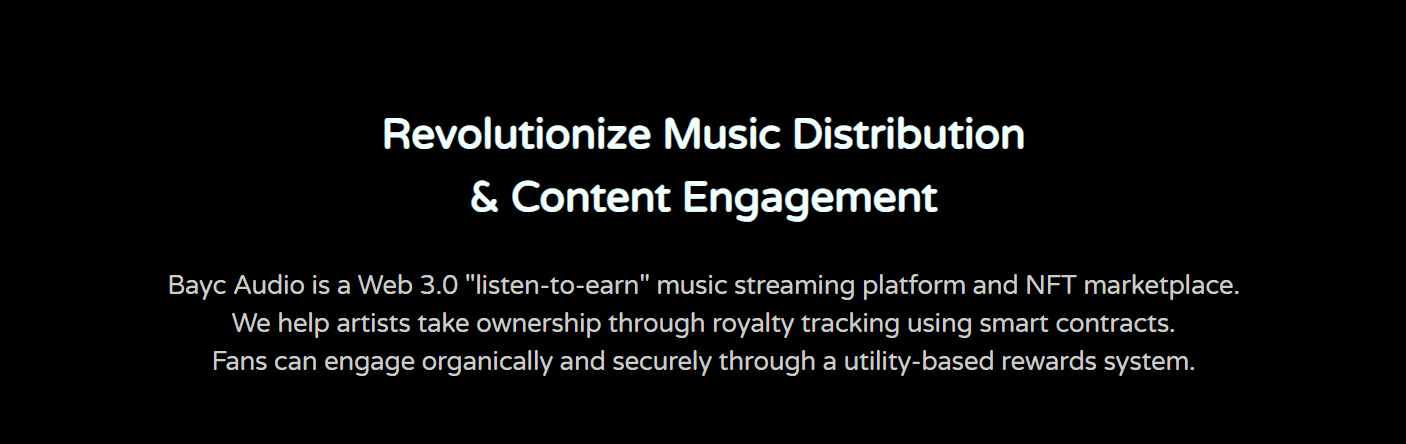 Revolutionize Music Distribution
& Content Engagement
Bayc Audio is a Web 3.0 "listen-to-earn" music streaming platform and NFT marketplace.
We help artists take ownership through royalty tracking using smart contracts.
Fans can engage organically and securely through a utility-based rewards system.